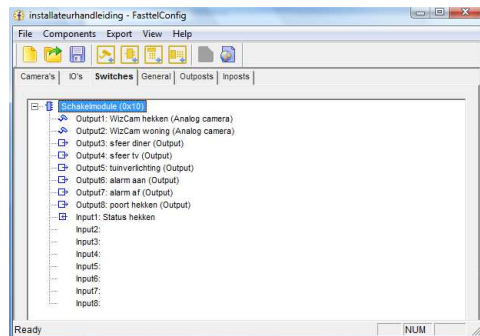 installateurhandleiding - FasttelConfig
File Components Export View Help
Camera's IO's Switches General Outposts Inposts
Schakelmodule (0x10)
Output1: WizCam hekken (Analog camera)
Output2: WizCam woning (Analog camera)
Output3: sfeer diner (Output)
Output4: sfeer tv (Output)
Output5: tuinverlichting (Output)
Output6: alarm aan (Output)
Output7: alarm af (Output)
Output8: poort hekken (Output)
Input1: Status hekken
Input2:
Input3:
Input4:
Input5:
Input6:
Input7:
Input8:
Ready NUM